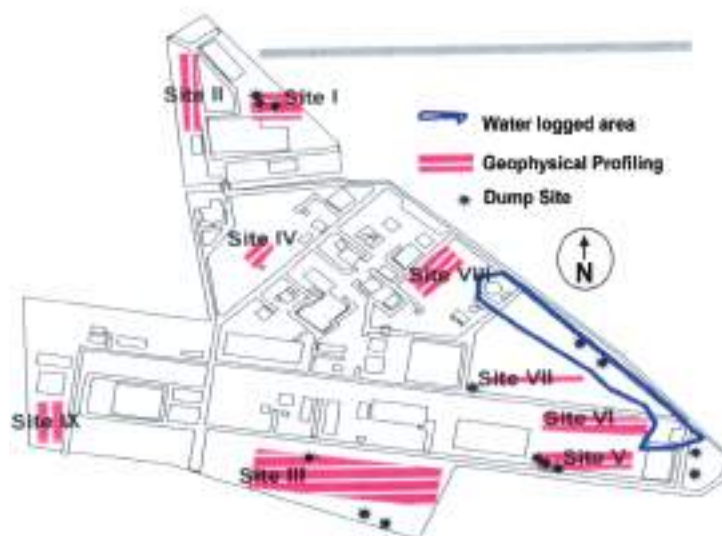 Site II
Site I
Water logged area
Geophysical Profiling
Dump Site
Site IV
Site VIII
N
Site VII
Site IX
Site VI
Site V
Site III